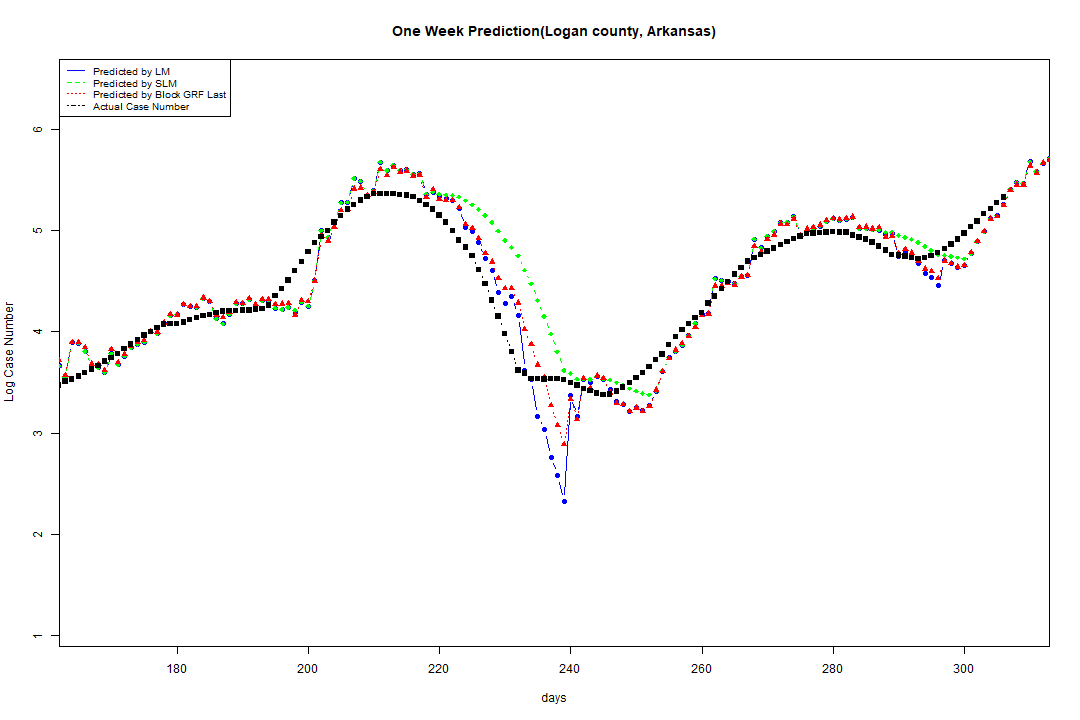 One Week Prediction(Logan county, Arkansas)
Predicted by LM
Predicted by SLM
Predicted by Block GRF Last
Actual Case Number
Log Case Number
6
5
4
3
2
1
180 200 220 240 260 280 300
days